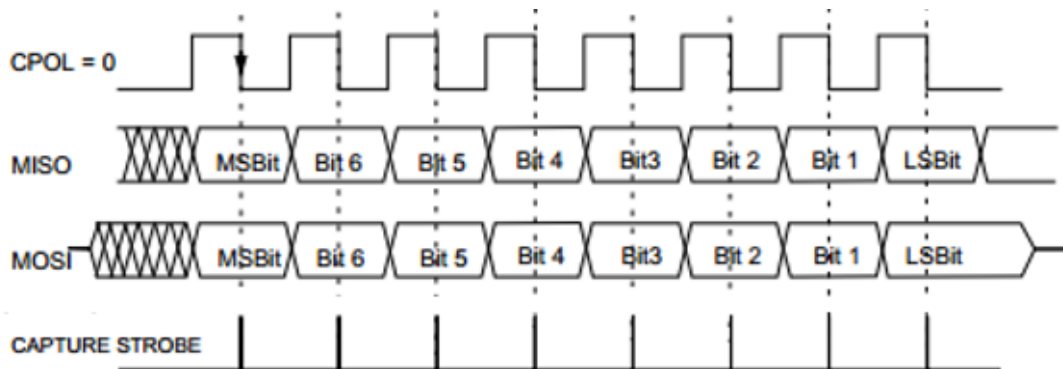 CPOL = 0
MISO MSBit Bit 6 Bit 5 Bit 4 Bit3 Bit 2 Bit 1 LSBit
MOSI MSBit Bit 6 Bit 5 Bit 4 Bit3 Bit 2 Bit 1 LSBit
CAPTURE STROBE